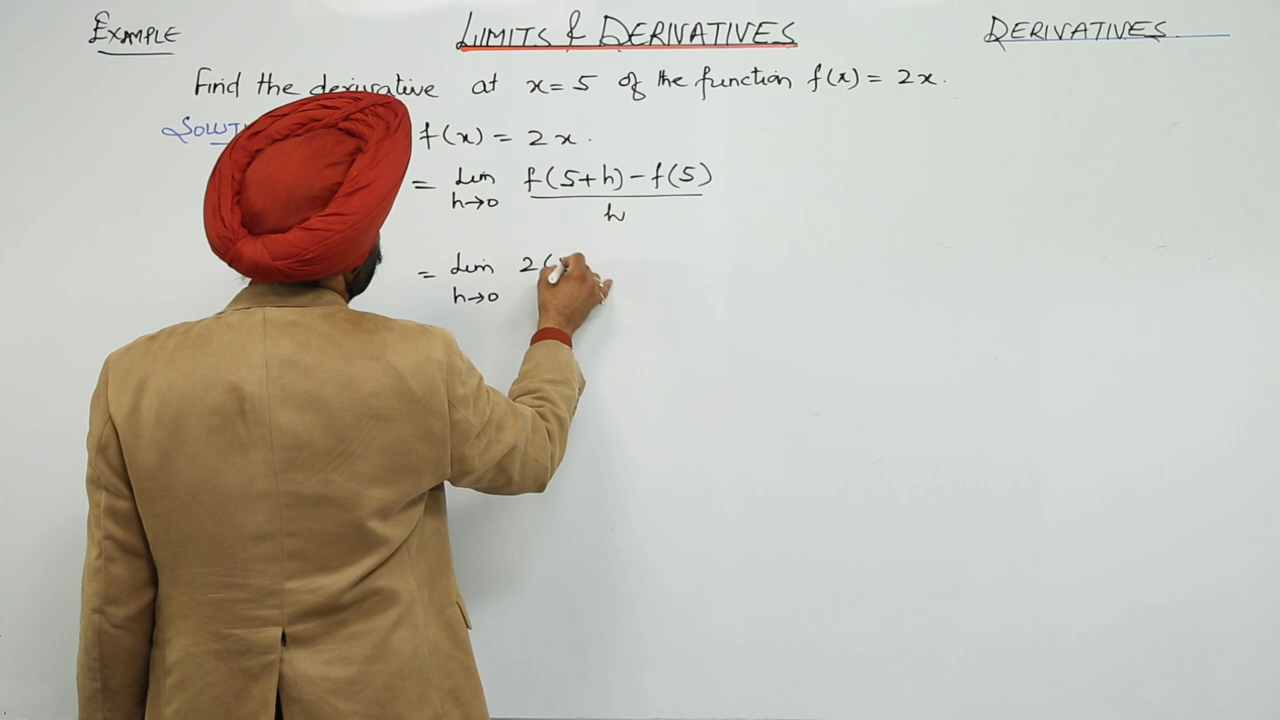 EXAMPLE LIMITS & DERIVATIVES DERIVATIVES
Find the derivative at x = 5 of the function f(x) = 2x.
f(x) = 2x.
= Lim f(5+h) - f(5)
h→0 h
= Lim 2(
h→0